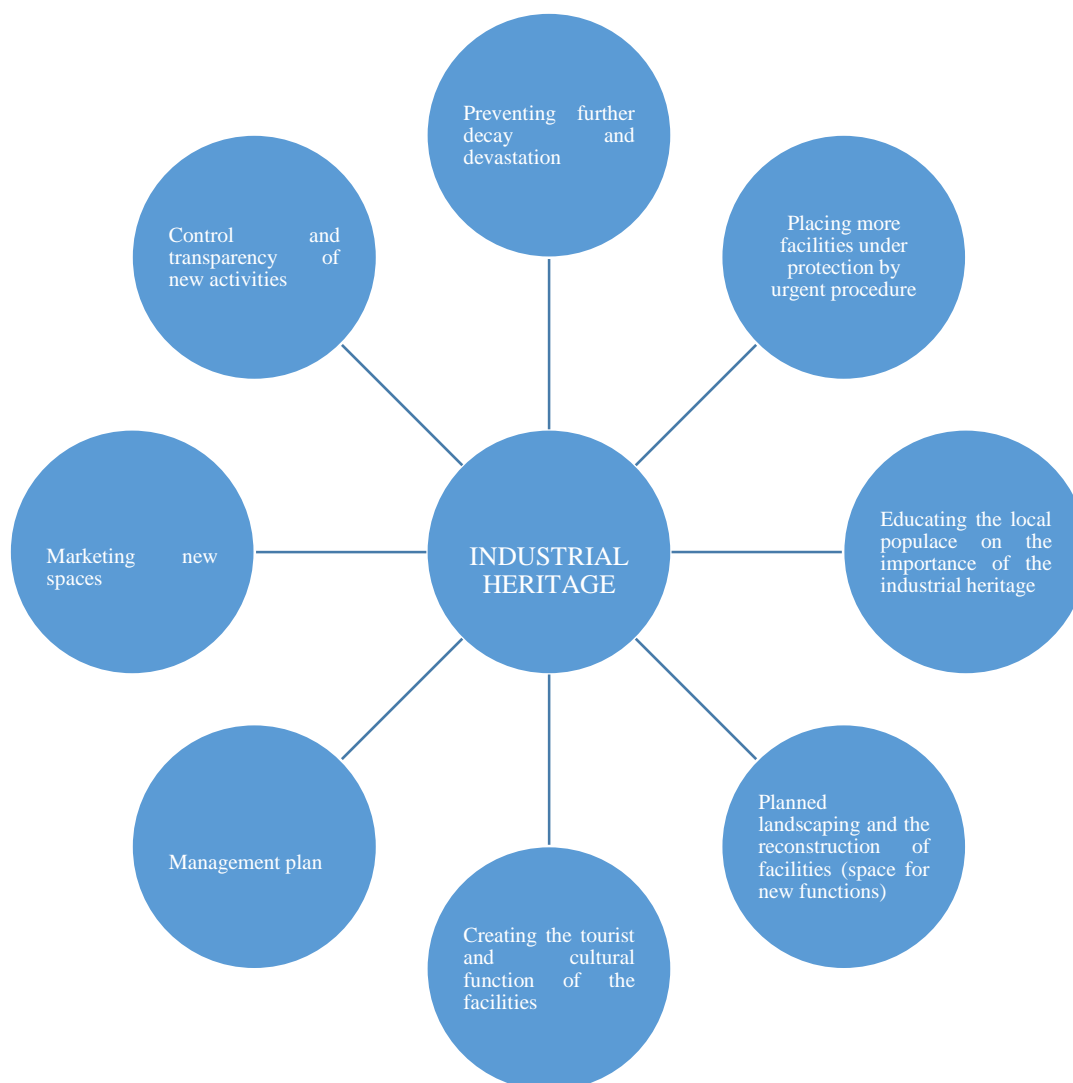 Preventing further
decay and
devastation
Placing more
facilities under
protection by
urgent procedure
Control and
transparency of
new activities
Educating the local
populace on the
importance of the
industrial heritage
INDUSTRIAL
HERITAGE
Marketing new
spaces
Planned
landscaping and the
reconstruction of
facilities (space for
new functions)
Management plan
Creating the tourist
and cultural
function of the
facilities